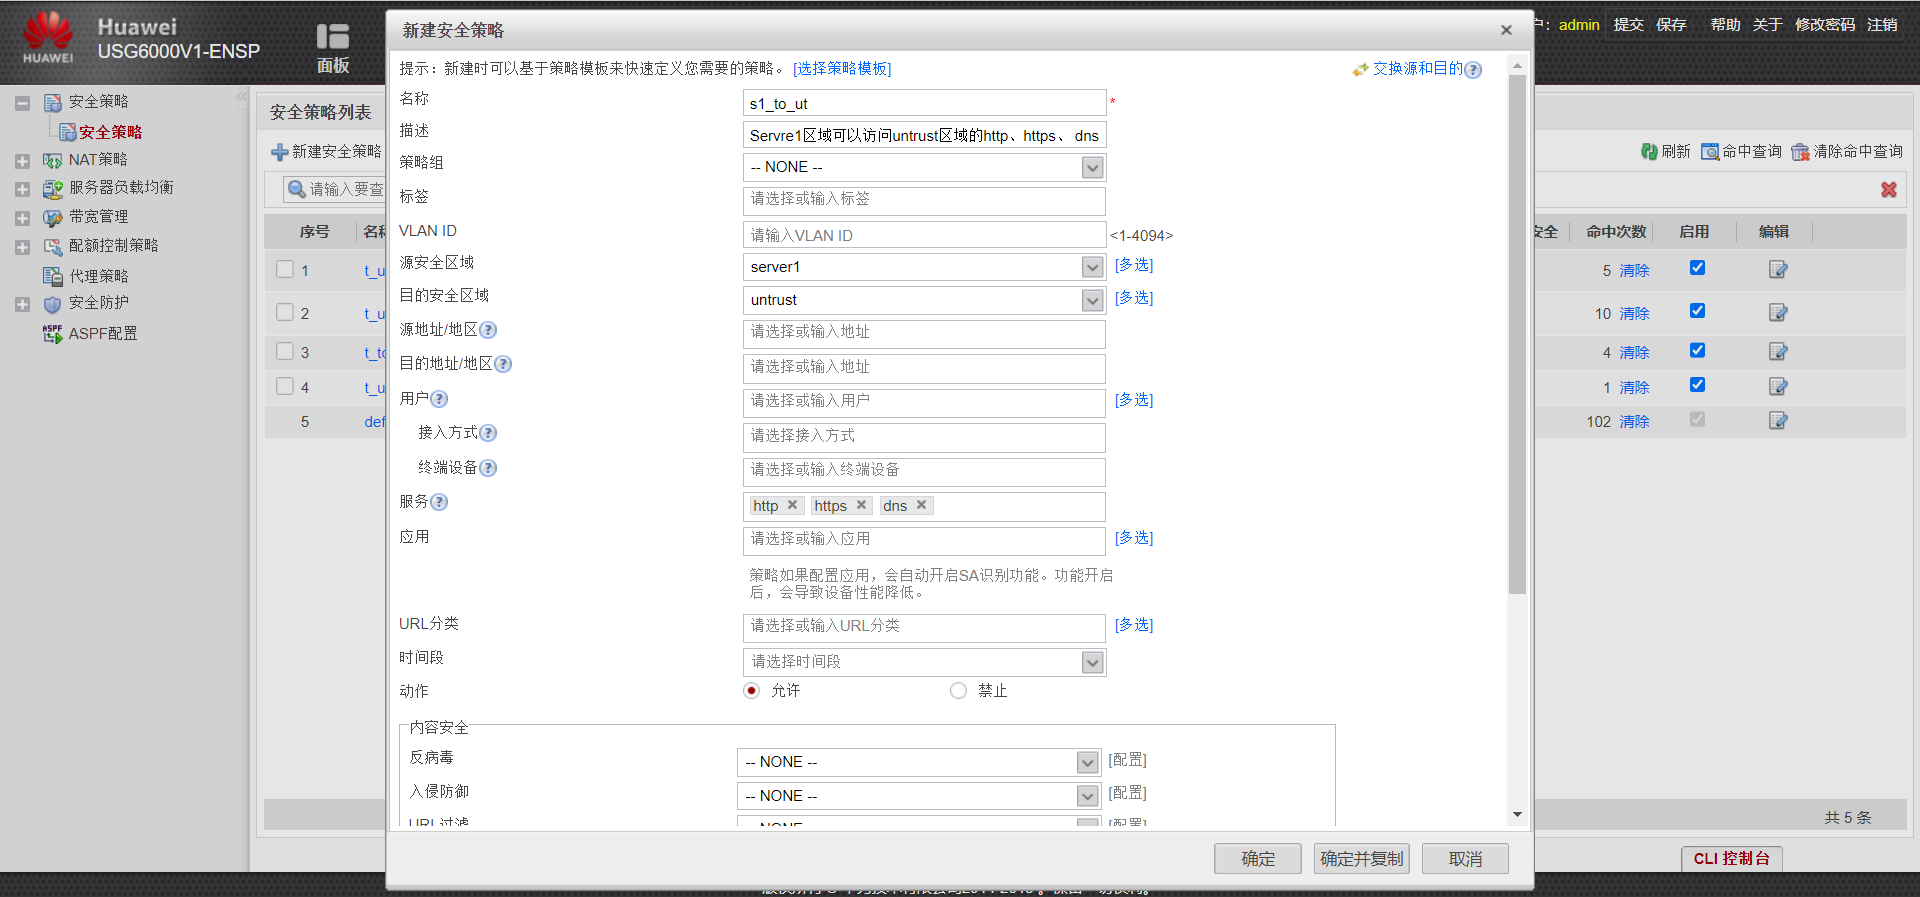 HUAWEI
Huawei
USG6000V1-ENSP
面板
admin 提交 保存 帮助 关于 修改密码 注销
安全策略
安全策略
NAT策略
服务器负载均衡
带宽管理
配额控制策略
代理策略
安全防护
ASPF
ASPF配置
安全策略列表
新建安全策略
请输入要查
刷新 命中查询 清除命中查询
序号 名称 安全 命中次数 启用 编辑
1 t_u 5 清除
2 t_u 10 清除
3 t_to 4 清除
4 t_u 1 清除
5 def 102 清除
共 5 条
CLI 控制台
新建安全策略
提示：新建时可以基于策略模板来快速定义您需要的策略。 [选择策略模板] 交换源和目的
名称 s1_to_ut *
描述 Servre1区域可以访问untrust区域的http、https、 dns
策略组 -- NONE --
标签 请选择或输入标签
VLAN ID 请输入VLAN ID <1-4094>
源安全区域 server1 [多选]
目的安全区域 untrust [多选]
源地址/地区 请选择或输入地址
目的地址/地区 请选择或输入地址
用户 请选择或输入用户 [多选]
接入方式 请选择接入方式
终端设备 请选择或输入终端设备
服务 http https dns
应用 请选择或输入应用 [多选]
策略如果配置应用，会自动开启SA识别功能。功能开启
后，会导致设备性能降低。
URL分类 请选择或输入URL分类 [多选]
时间段 请选择时间段
动作 允许 禁止
内容安全
反病毒 -- NONE -- [配置]
入侵防御 -- NONE -- [配置]
URL过滤 -- NONE -- [配置]
确定 确定并复制 取消